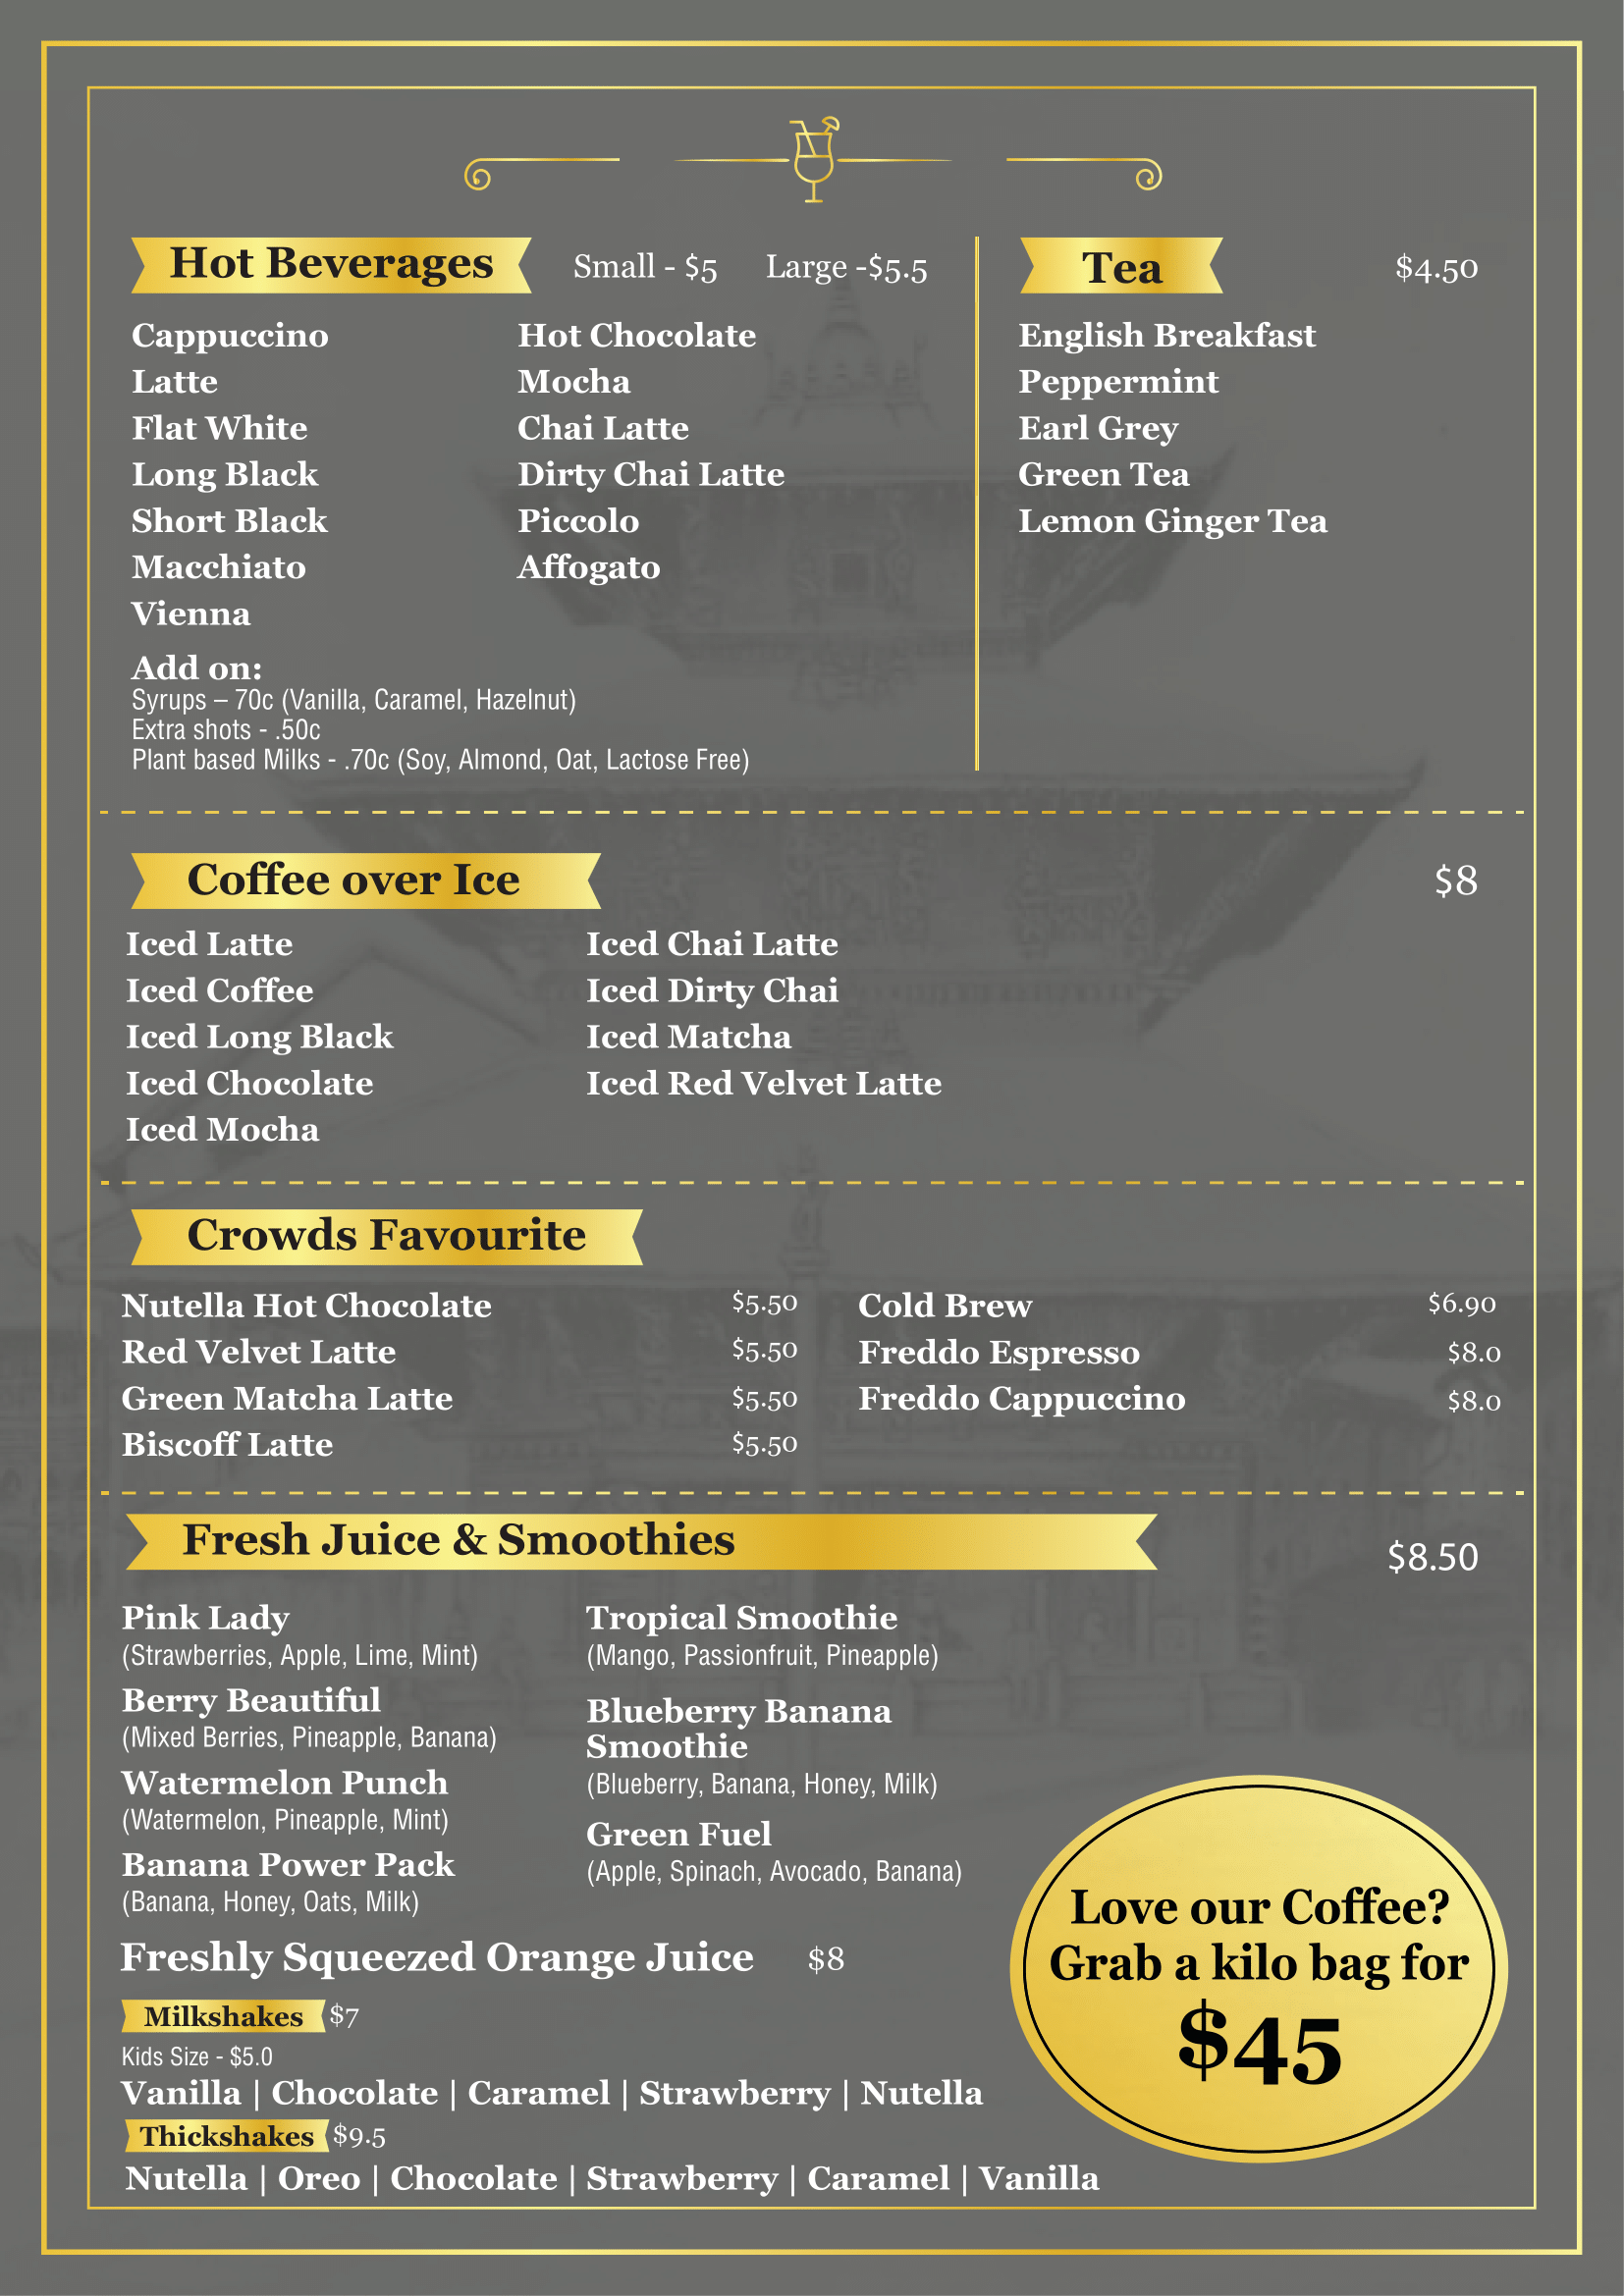 Hot Beverages Small - $5 Large -$5.5
Cappuccino
Latte
Flat White
Long Black
Short Black
Macchiato
Vienna
Hot Chocolate
Mocha
Chai Latte
Dirty Chai Latte
Piccolo
Affogato
Add on:
Syrups – 70c (Vanilla, Caramel, Hazelnut)
Extra shots - .50c
Plant based Milks - .70c (Soy, Almond, Oat, Lactose Free)
Tea $4.50
English Breakfast
Peppermint
Earl Grey
Green Tea
Lemon Ginger Tea
Coffee over Ice $8
Iced Latte
Iced Coffee
Iced Long Black
Iced Chocolate
Iced Mocha
Iced Chai Latte
Iced Dirty Chai
Iced Matcha
Iced Red Velvet Latte
Crowds Favourite
Nutella Hot Chocolate $5.50
Red Velvet Latte $5.50
Green Matcha Latte $5.50
Biscoff Latte $5.50
Cold Brew $6.90
Freddo Espresso $8.0
Freddo Cappuccino $8.0
Fresh Juice & Smoothies $8.50
Pink Lady
(Strawberries, Apple, Lime, Mint)
Berry Beautiful
(Mixed Berries, Pineapple, Banana)
Watermelon Punch
(Watermelon, Pineapple, Mint)
Banana Power Pack
(Banana, Honey, Oats, Milk)
Tropical Smoothie
(Mango, Passionfruit, Pineapple)
Blueberry Banana
Smoothie
(Blueberry, Banana, Honey, Milk)
Green Fuel
(Apple, Spinach, Avocado, Banana)
Freshly Squeezed Orange Juice $8
Milkshakes $7
Kids Size - $5.0
Vanilla | Chocolate | Caramel | Strawberry | Nutella
Thickshakes $9.5
Nutella | Oreo | Chocolate | Strawberry | Caramel | Vanilla
Love our Coffee?
Grab a kilo bag for
$45